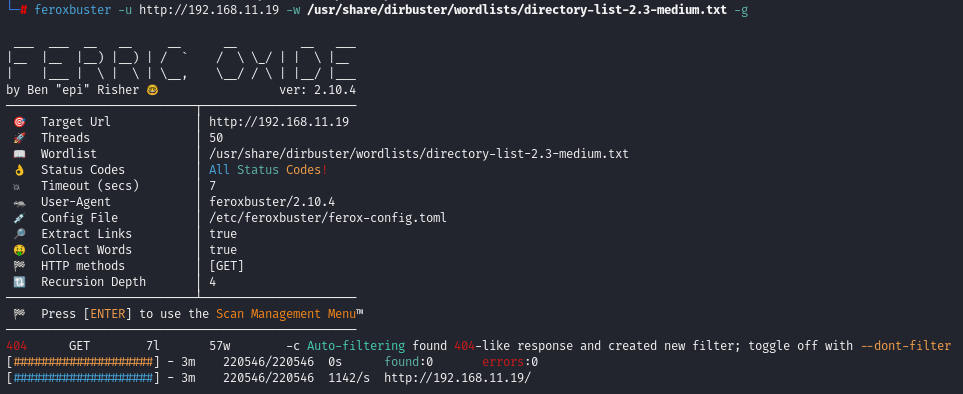 └─# feroxbuster -u http://192.168.11.19 -w /usr/share/dirbuster/wordlists/directory-list-2.3-medium.txt -g
FERRIC OXIDE
by Ben "epi" Risher 🤓 ver: 2.10.4
🎯 Target Url │ http://192.168.11.19
🚀 Threads │ 50
📖 Wordlist │ /usr/share/dirbuster/wordlists/directory-list-2.3-medium.txt
👌 Status Codes │ All Status Codes!
💥 Timeout (secs) │ 7
🦡 User-Agent │ feroxbuster/2.10.4
💉 Config File │ /etc/feroxbuster/ferox-config.toml
🔎 Extract Links │ true
🤑 Collect Words │ true
🏁 HTTP methods │ [GET]
🔃 Recursion Depth │ 4
🏁 Press [ENTER] to use the Scan Management Menu™
404 GET 7l 57w -c Auto-filtering found 404-like response and created new filter; toggle off with --dont-filter
[####################] - 3m 220546/220546 0s found:0 errors:0
[####################] - 3m 220546/220546 1142/s http://192.168.11.19/